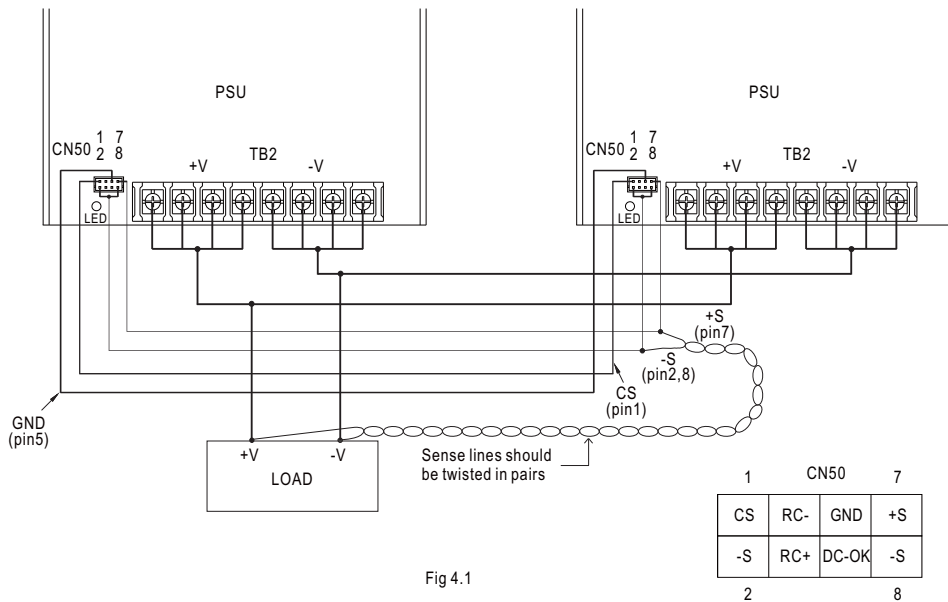 PSU
PSU
CN50
1 7
2 8
+V
TB2
-V
LED
CN50
1 7
2 8
+V
TB2
-V
LED
+S
(pin7)
-S
(pin2,8)
CS
(pin1)
GND
(pin5)
+V
-V
LOAD
Sense lines should
be twisted in pairs
1 CN50 7
CS RC- GND +S
-S RC+ DC-OK -S
2 8
Fig 4.1